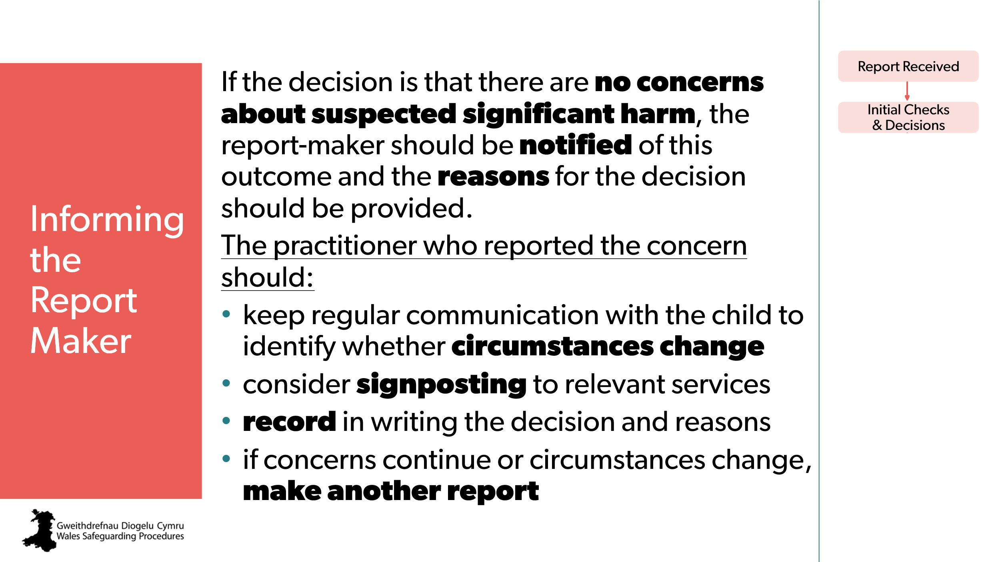 Informing
the
Report
Maker
If the decision is that there are no concerns
about suspected significant harm, the
report-maker should be notified of this
outcome and the reasons for the decision
should be provided.
The practitioner who reported the concern
should:
• keep regular communication with the child to
identify whether circumstances change
• consider signposting to relevant services
• record in writing the decision and reasons
• if concerns continue or circumstances change,
make another report
Report Received
Initial Checks
& Decisions
Gweithdrefnau Diogelu Cymru
Wales Safeguarding Procedures